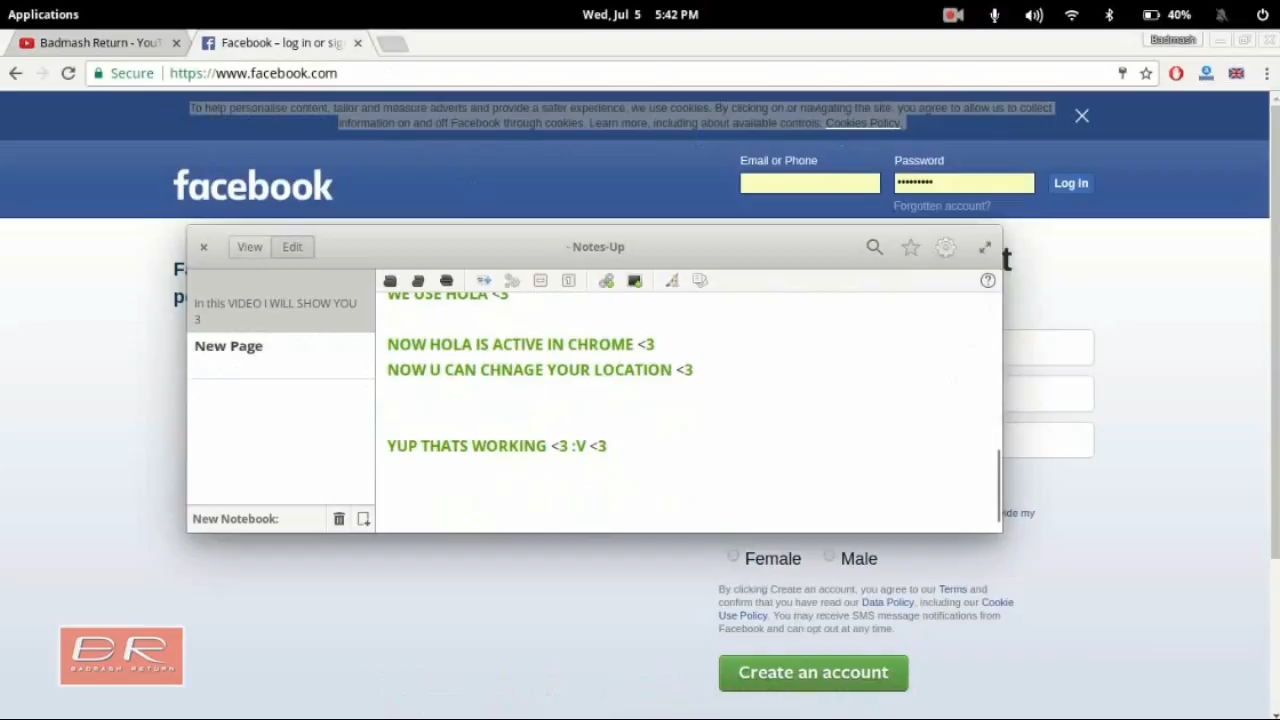 Applications
Wed, Jul 5 5:42 PM
40%
Badmash Return - YouT
Facebook – log in or sig
Badmash
Secure
https://www.facebook.com
To help personalise content, tailor and measure adverts and provide a safer experience, we use cookies. By clicking on or navigating the site, you agree to allow us to collect
information on and off Facebook through cookies. Learn more, including about available controls: Cookies Policy.
Email or Phone
Password
facebook
•••••••••
Log In
Forgotten account?
View
Edit
- Notes-Up
In this VIDEO I WILL SHOW YOU
3
New Page
WE USE HOLA <3
NOW HOLA IS ACTIVE IN CHROME <3
NOW U CAN CHNAGE YOUR LOCATION <3
YUP THATS WORKING <3 :V <3
New Notebook:
ide my
Female
Male
By clicking Create an account, you agree to our Terms and
confirm that you have read our Data Policy, including our Cookie
Use Policy. You may receive SMS message notifications from
Facebook and can opt out at any time.
Create an account
BR
BADMASH RETURN